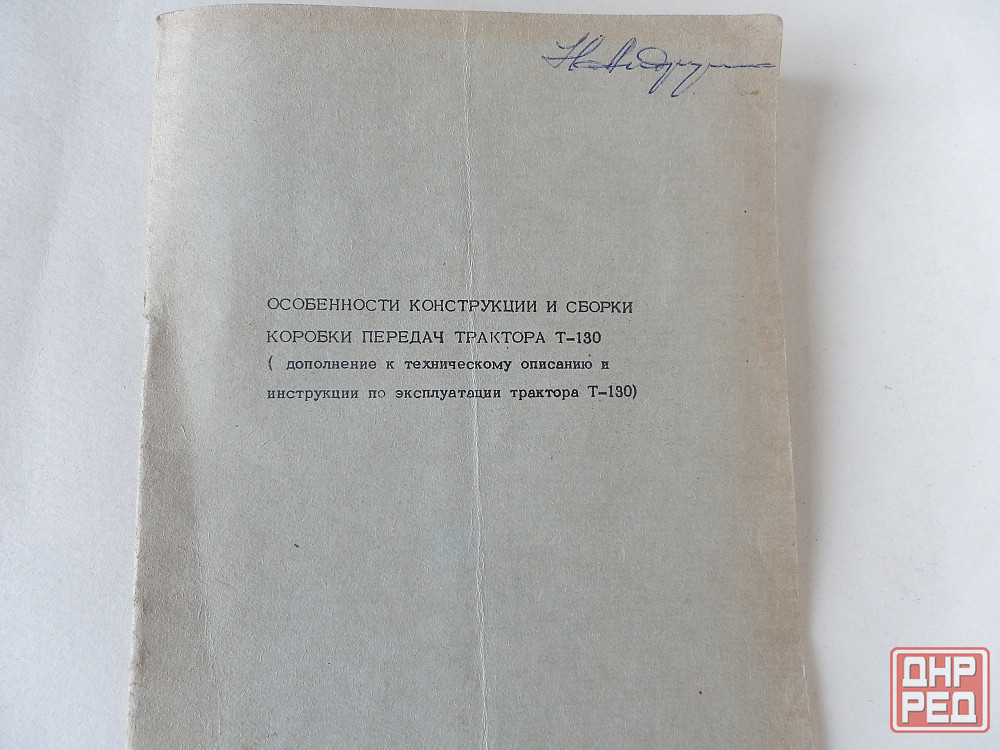 ОСОБЕННОСТИ КОНСТРУКЦИИ И СБОРКИ
КОРОБКИ ПЕРЕДАЧ ТРАКТОРА Т-130
( дополнение к техническому описанию и
инструкции по эксплуатации трактора Т-130)
ДНР
РЕД